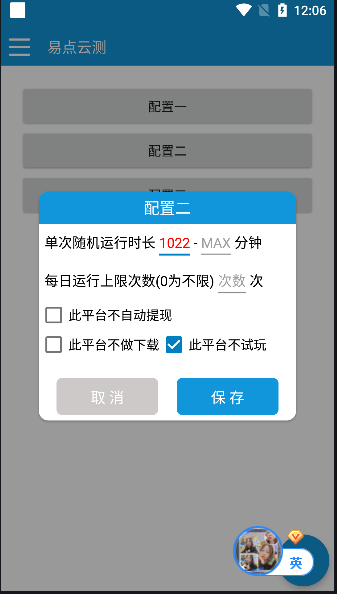 12:06
易点云测
配置一
配置二
配置二
单次随机运行时长 1022 - MAX 分钟
每日运行上限次数(0为不限) 次数 次
此平台不自动提现
此平台不做下载 此平台不试玩
取 消 保 存
英